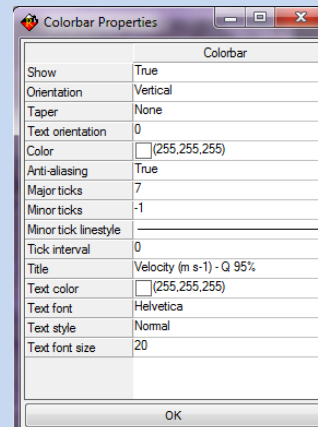 Colorbar Properties
Colorbar
Show True
Orientation Vertical
Taper None
Text orientation 0
Color (255,255,255)
Anti-aliasing True
Major ticks 7
Minor ticks -1
Minor tick linestyle
Tick interval 0
Title Velocity (m s-1) - Q 95%
Text color (255,255,255)
Text font Helvetica
Text style Normal
Text font size 20
OK